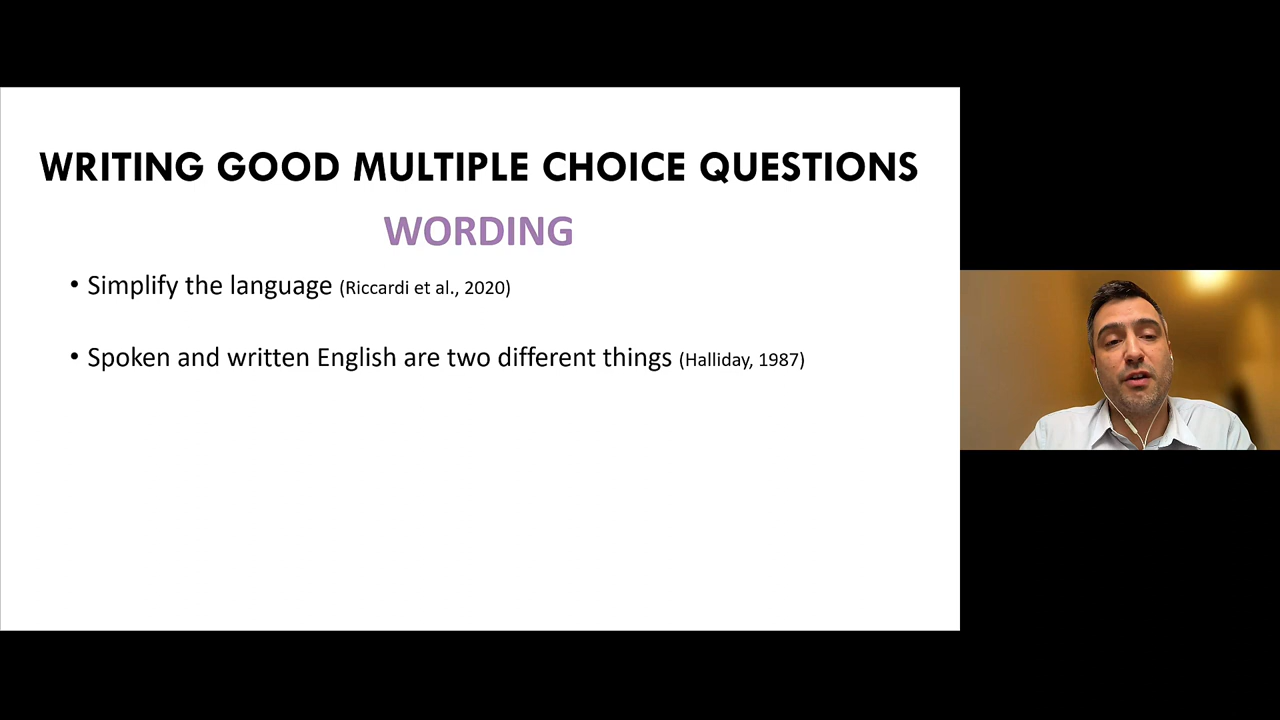 WRITING GOOD MULTIPLE CHOICE QUESTIONS
WORDING
• Simplify the language (Riccardi et al., 2020)
• Spoken and written English are two different things (Halliday, 1987)